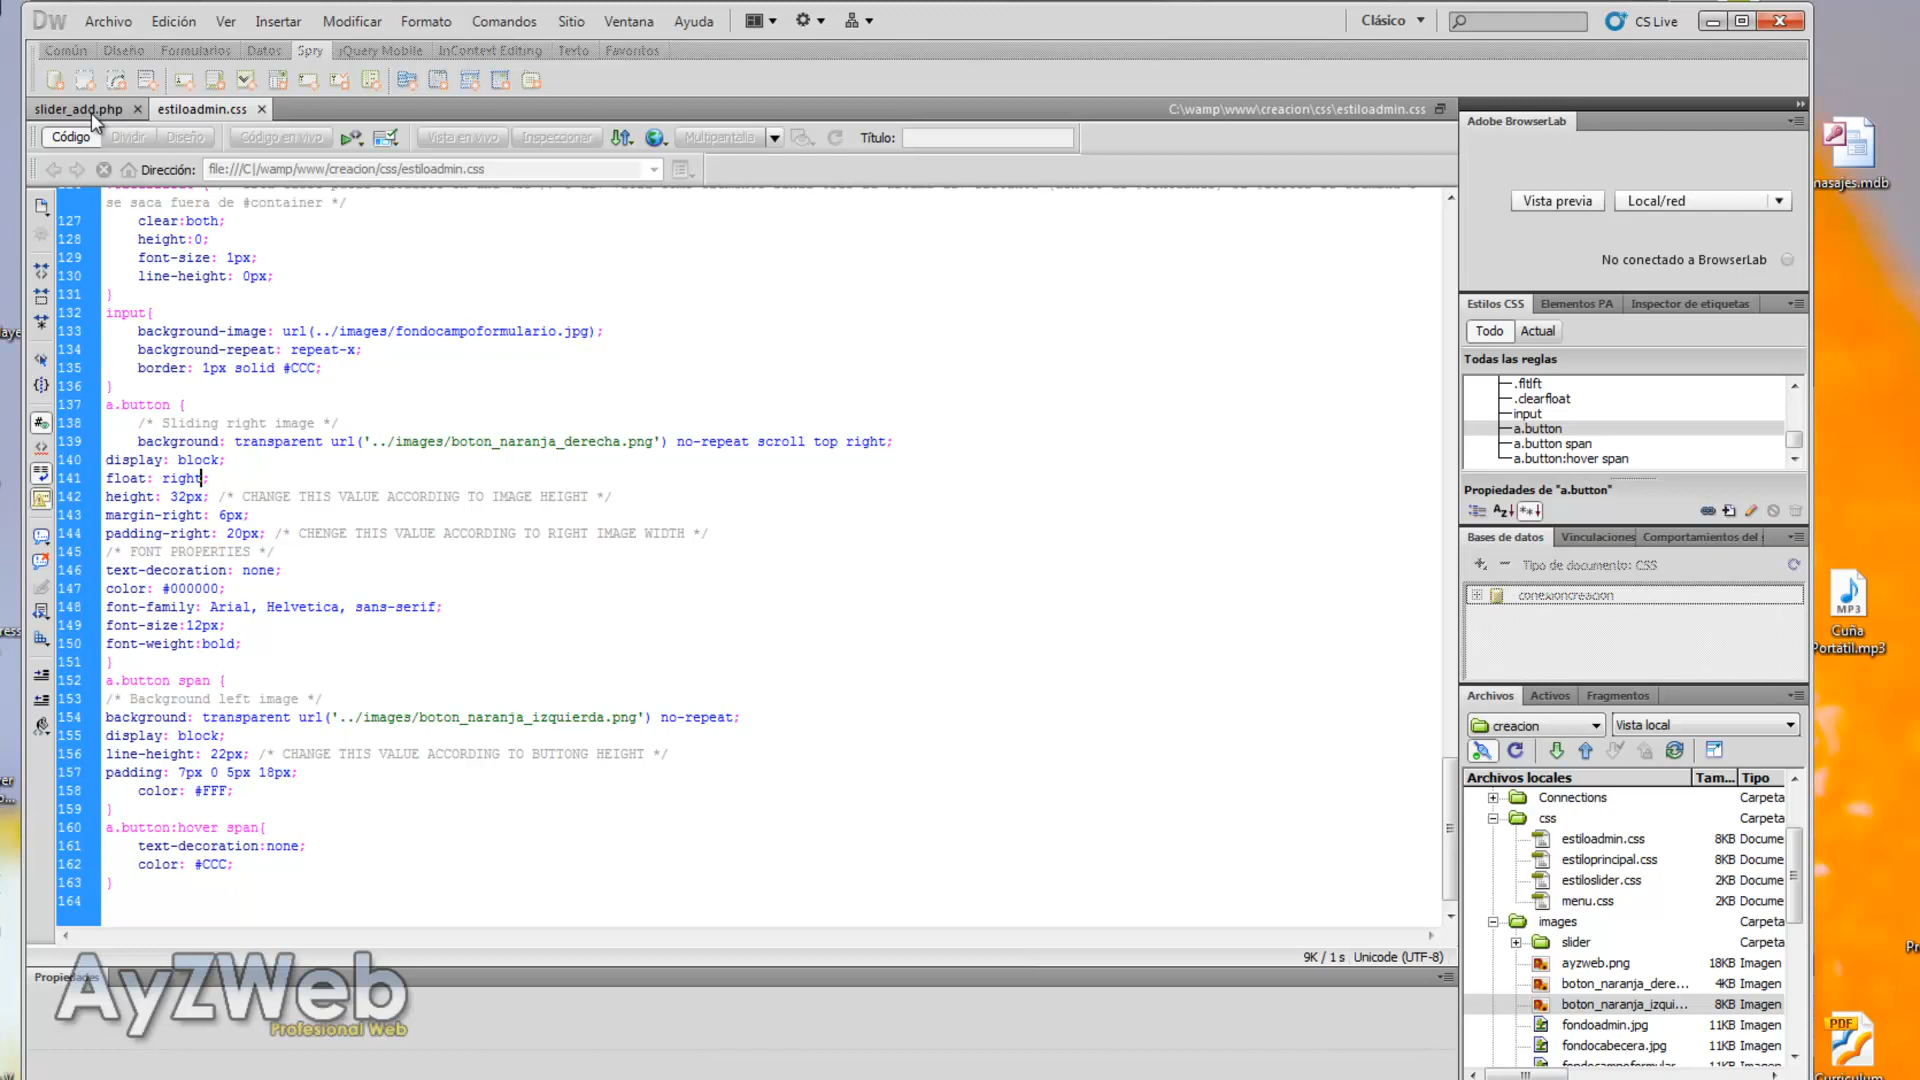 Dw Archivo Edición Ver Insertar Modificar Formato Comandos Sitio Ventana Ayuda Clásico CS Live
Común Diseño Formularios Datos Spry jQuery Mobile InContext Editing Texto Favoritos
slider_add.php estiloadmin.css C:\wamp\www\creacion\css\estiloadmin.css
Código Dividir Diseño Código en vivo Vista en vivo Inspeccionar Multipantalla Título:
Dirección: file:///C|/wamp/www/creacion/css/estiloadmin.css
se saca fuera de #container */
127 clear:both;
128 height:0;
129 font-size: 1px;
130 line-height: 0px;
131 }
132 input{
133 background-image: url(../images/fondocampoformulario.jpg);
134 background-repeat: repeat-x;
135 border: 1px solid #CCC;
136 }
137 a.button {
138 /* Sliding right image */
139 background: transparent url('../images/boton_naranja_derecha.png') no-repeat scroll top right;
140 display: block;
141 float: right;
142 height: 32px; /* CHANGE THIS VALUE ACCORDING TO IMAGE HEIGHT */
143 margin-right: 6px;
144 padding-right: 20px; /* CHENGE THIS VALUE ACCORDING TO RIGHT IMAGE WIDTH */
145 /* FONT PROPERTIES */
146 text-decoration: none;
147 color: #000000;
148 font-family: Arial, Helvetica, sans-serif;
149 font-size:12px;
150 font-weight:bold;
151 }
152 a.button span {
153 /* Background left image */
154 background: transparent url('../images/boton_naranja_izquierda.png') no-repeat;
155 display: block;
156 line-height: 22px; /* CHANGE THIS VALUE ACCORDING TO BUTTONG HEIGHT */
157 padding: 7px 0 5px 18px;
158 color: #FFF;
159 }
160 a.button:hover span{
161 text-decoration:none;
162 color: #CCC;
163 }
164
9K / 1 s Unicode (UTF-8)
Propiedades
AyZWeb
Profesional Web
Adobe BrowserLab
Vista previa Local/red
No conectado a BrowserLab
Estilos CSS Elementos PA Inspector de etiquetas
Todo Actual
Todas las reglas
.fltlft
.clearfloat
input
a.button
a.button span
a.button:hover span
Propiedades de "a.button"
Bases de datos Vinculaciones Comportamientos del
Tipo de documento: CSS
conexioncreacion
Archivos Activos Fragmentos
creacion Vista local
Archivos locales Tam... Tipo
Connections Carpeta
css Carpeta
estiloadmin.css 8KB Docume
estiloprincipal.css 8KB Docume
estiloslider.css 2KB Docume
menu.css 2KB Docume
images Carpeta
slider Carpeta
ayzweb.png 18KB Imagen
boton_naranja_dere... 4KB Imagen
boton_naranja_izqui... 8KB Imagen
fondoadmin.jpg 11KB Imagen
fondocabecera.jpg 11KB Imagen
masajes.mdb
MP3
Cuña
Portátil.mp3
PDF